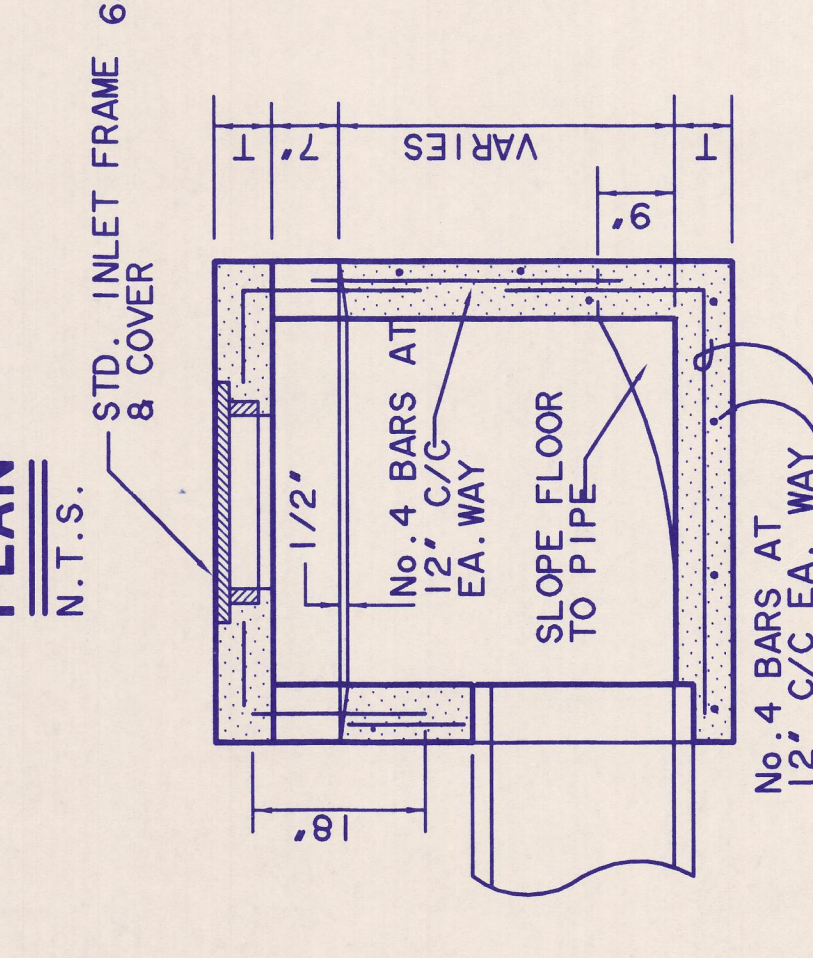 N.T.S.
STD. INLET FRAME 6
& COVER
T
7"
VARIES
T
9"
1/2"
No.4 BARS AT
12" C/C
EA.WAY
SLOPE FLOOR
TO PIPE
18"
No.4 BARS AT
12" C/C EA. WAY